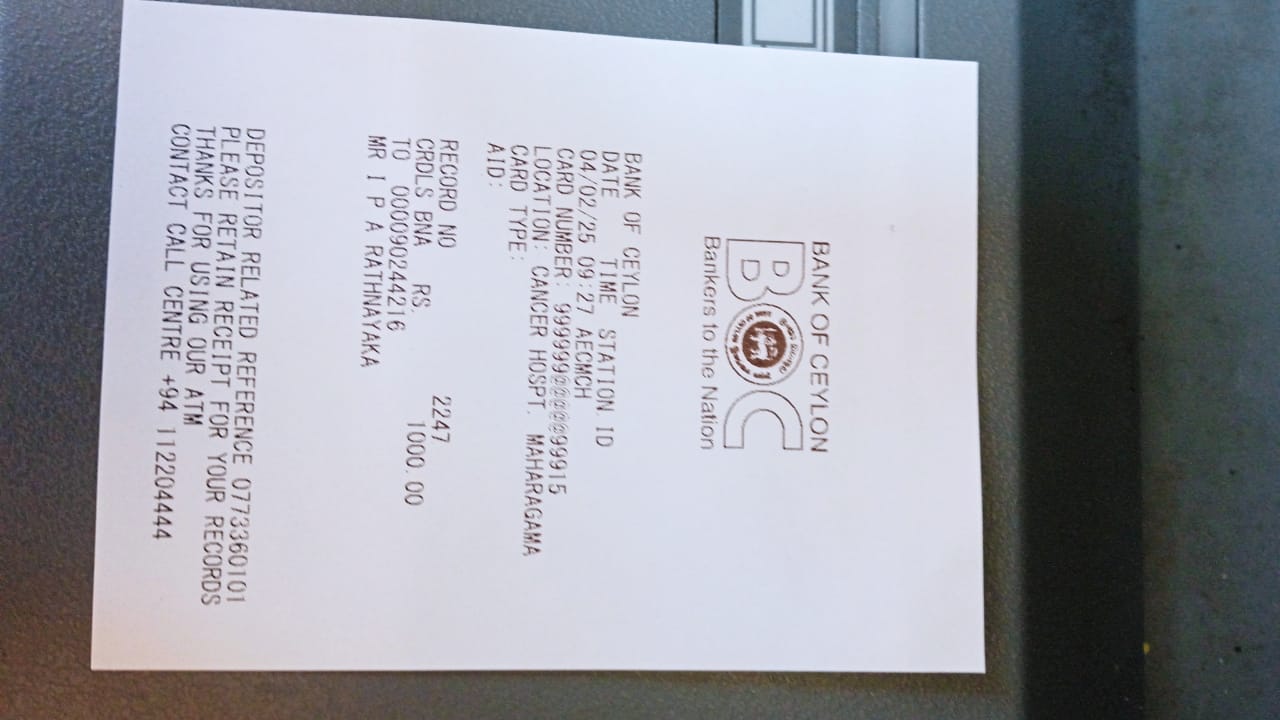 BANK OF CEYLON
BOC
Bankers to the Nation
BANK OF CEYLON
DATE TIME STATION ID
04/02/25 09:27 AECMCH
CARD NUMBER: 999999@@@@@99915
LOCATION: CANCER HOSPT. MAHARAGAMA
CARD TYPE:
AID:
RECORD NO 2247
CRDLS BNA RS. 1000.00
TO A 00090244216
MR I P A RATHNAYAKA
DEPOSITOR RELATED REFERENCE 0773360101
PLEASE RETAIN RECEIPT FOR YOUR RECORDS
THANKS FOR USING OUR ATM
CONTACT CALL CENTRE +94 112204444